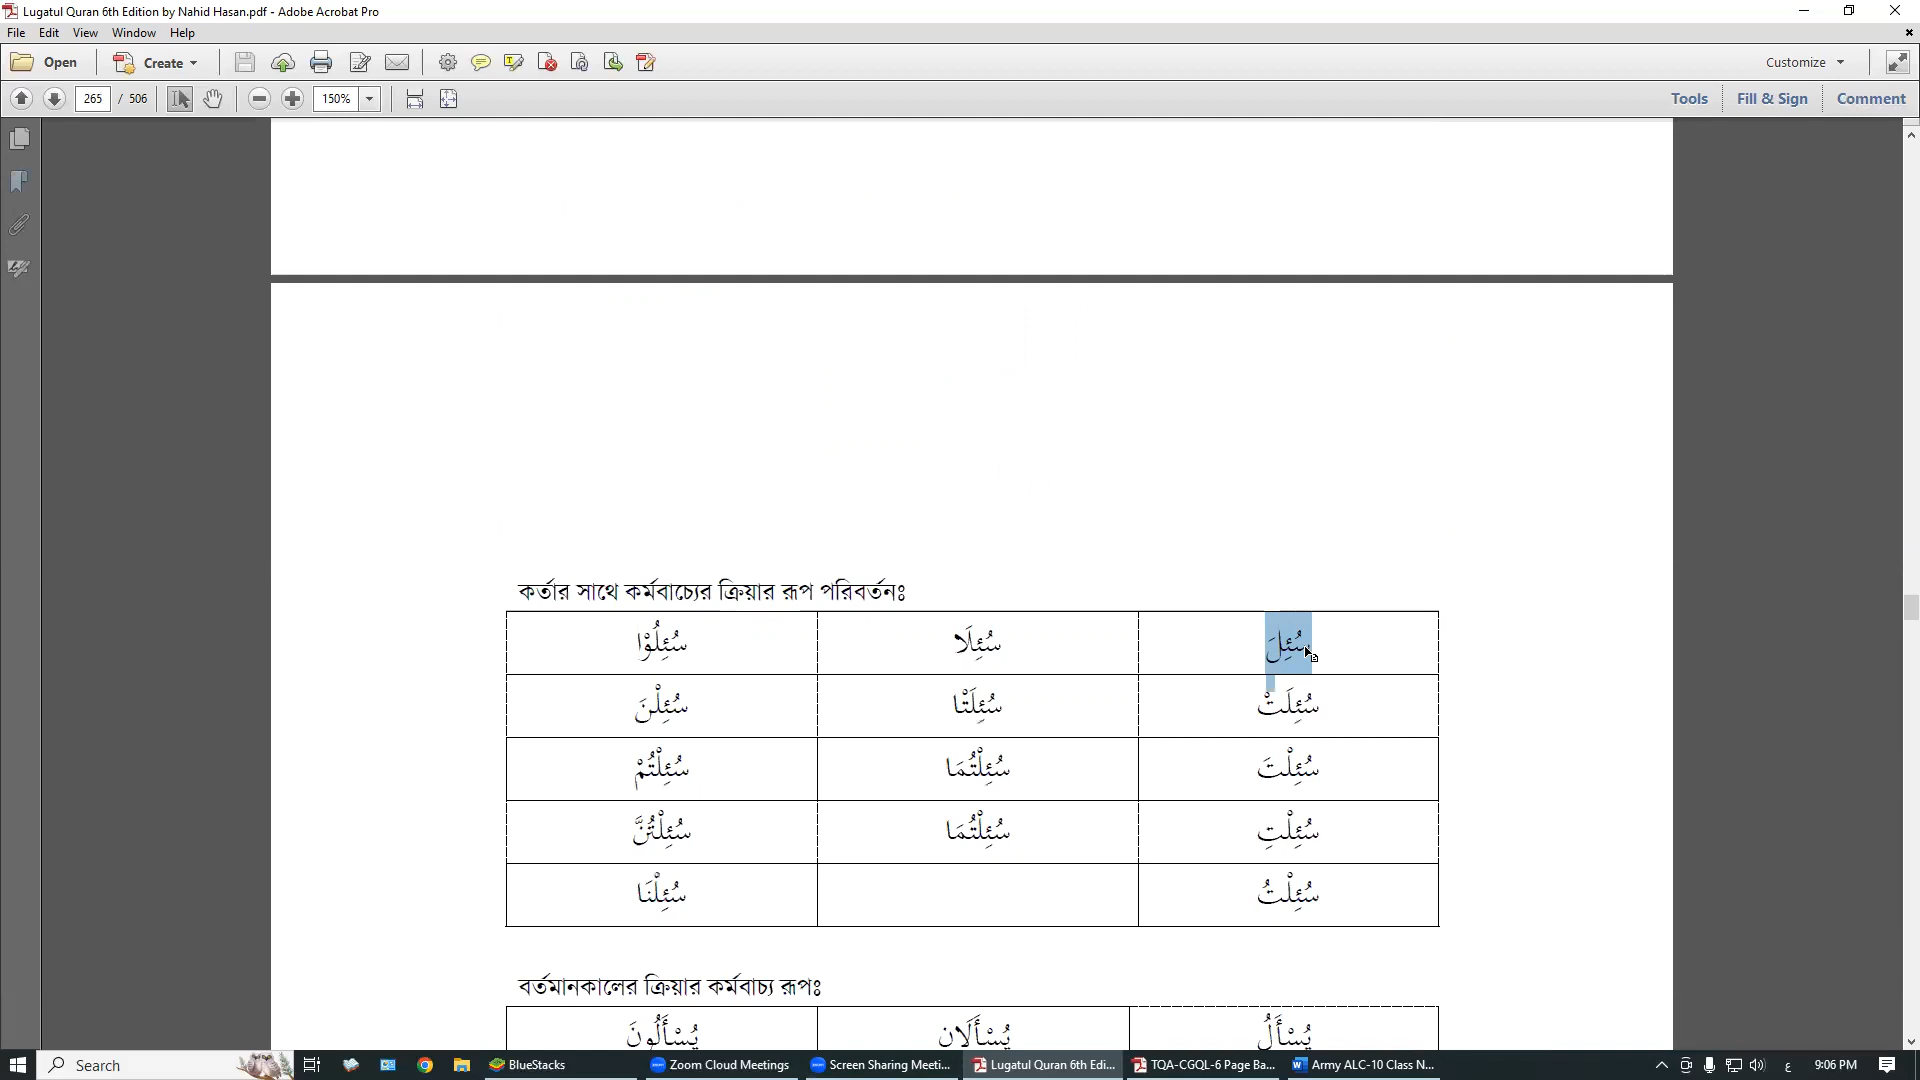 Lugatul Quran 6th Edition by Nahid Hasan.pdf - Adobe Acrobat Pro
File Edit View Window Help
Open Create Customize
265 / 506 150% Tools Fill & Sign Comment
কর্তার সাথে কর্মবাচ্যের ক্রিয়ার রূপ পরিবর্তনঃ
سُئِلَ سُئِلَا سُئِلُوْا
سُئِلَتْ سُئِلَتْا سُئِلْنَ
سُئِلْتَ سُئِلْتُمَا سُئِلْتُمْ
سُئِلْتِ سُئِلْتُمَا سُئِلْتُنَّ
سُئِلْتُ سُئِلْنَا
বর্তমানকালের ক্রিয়ার কর্মবাচ্য রূপঃ
يُسْأَلُ يُسْأَلَانِ يُسْأَلُونَ
Search BlueStacks Zoom Cloud Meetings Screen Sharing Meeti... Lugatul Quran 6th Edi... TQA-CGQL-6 Page Ba... Army ALC-10 Class N... ع 9:06 PM